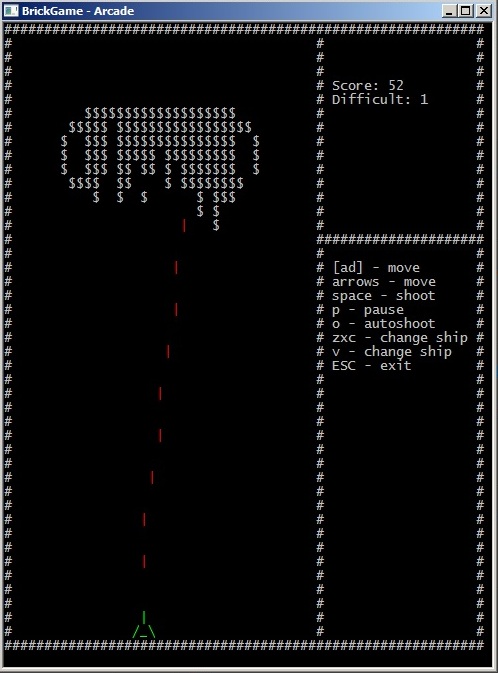 BrickGame - Arcade
Score: 52
Difficult: 1
[ad] - move
arrows - move
space - shoot
p - pause
o - autoshoot
zxc - change ship
v - change ship
ESC - exit